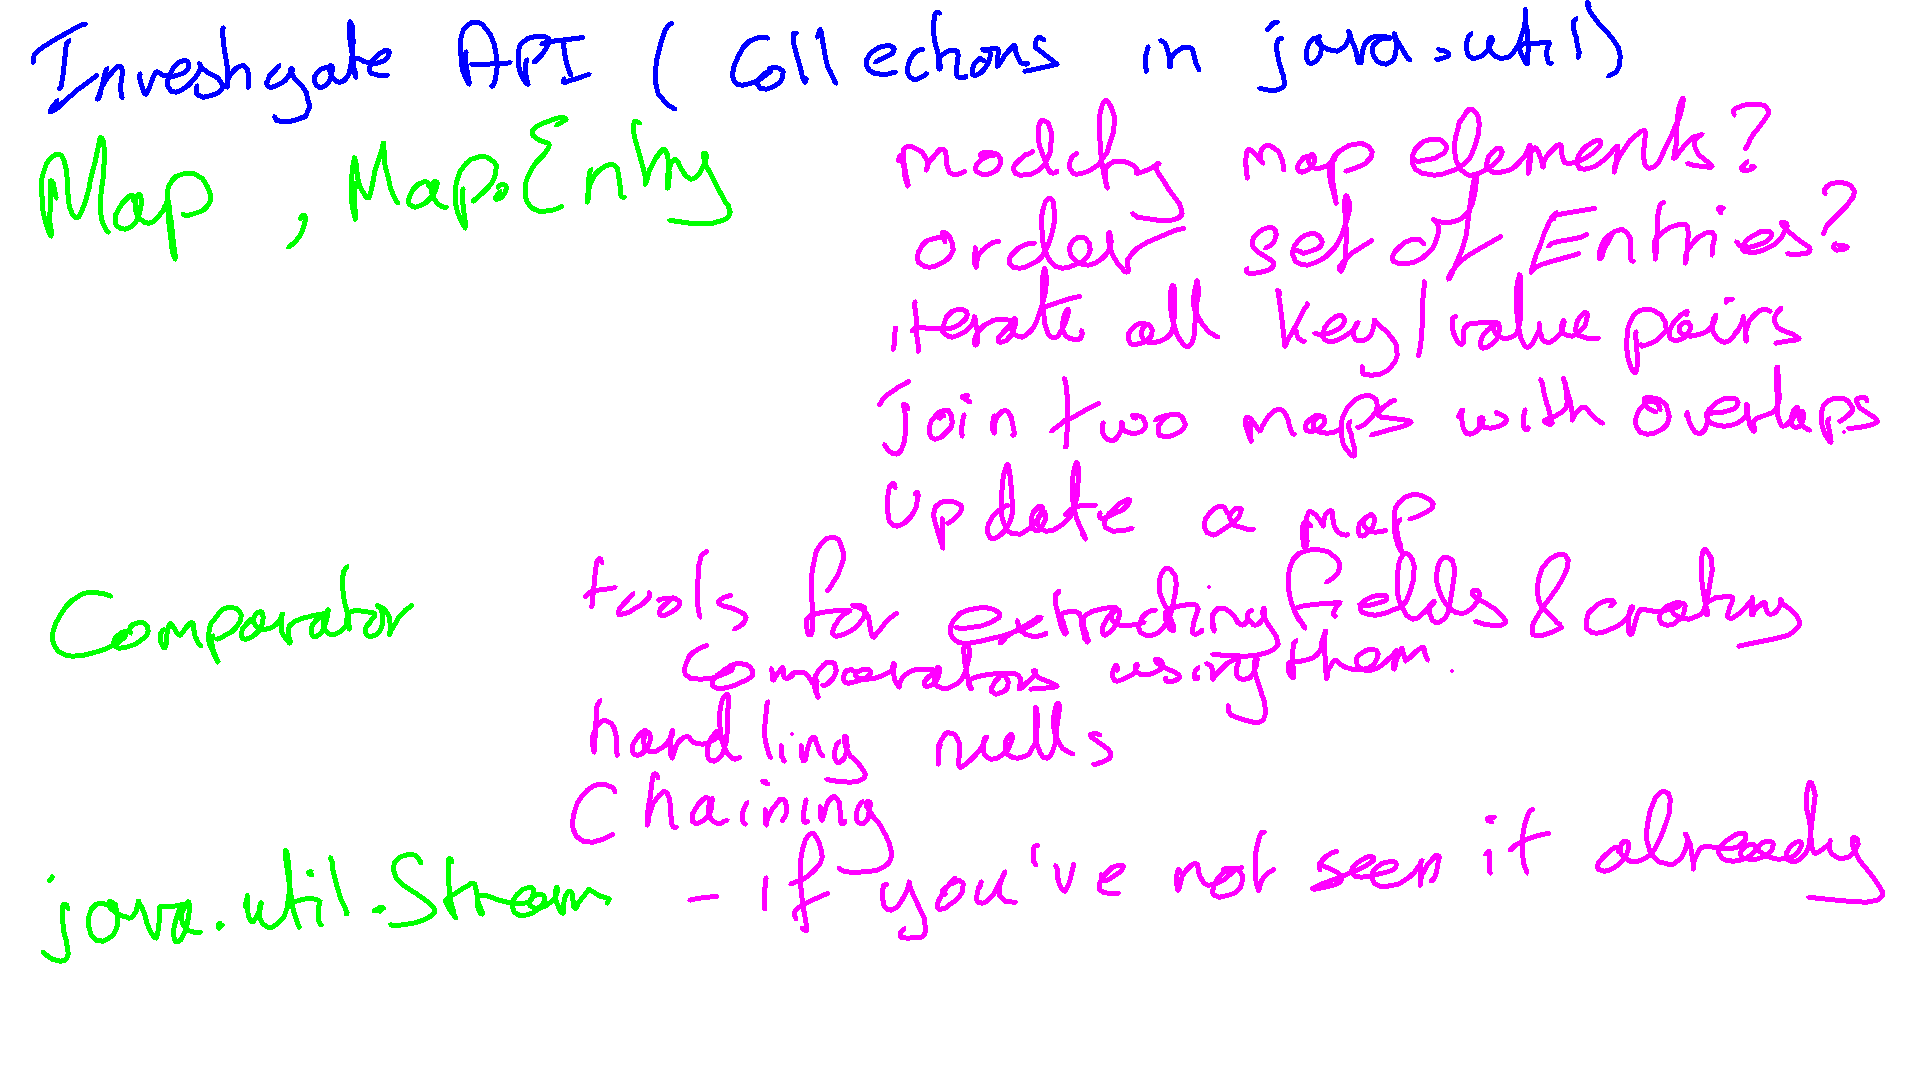 Investigate API (Collections in java.util)
Map, Map.Entry modify map elements?
order set of Entries?
iterate all key/value pairs
join two maps with overlaps
update a map
Comparator tools for extracting fields & crating
comparators using them.
handling nulls
Chaining
java.util.Stream - if you've not seen it already